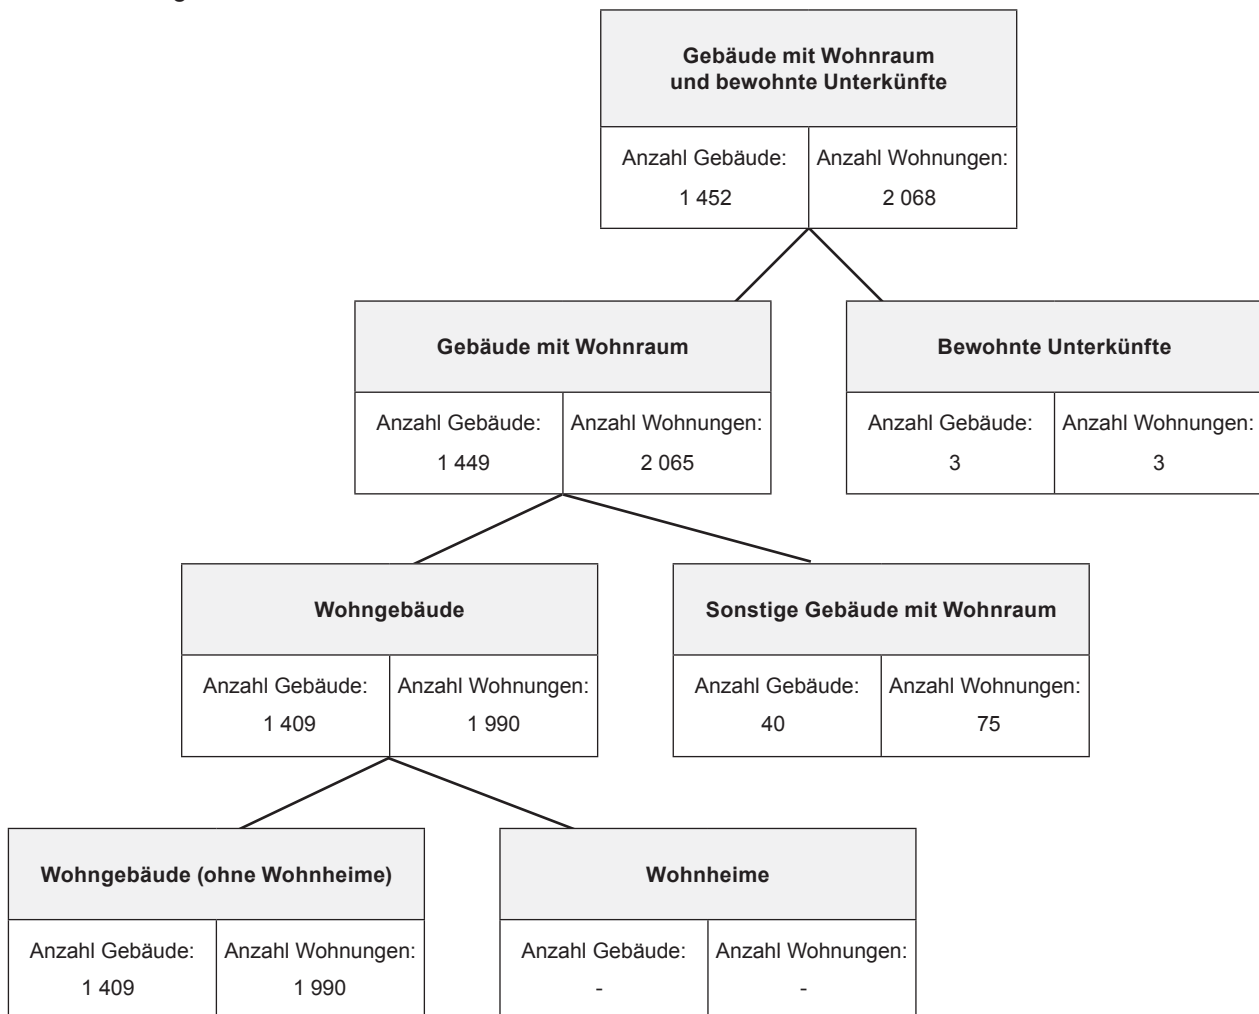 Gebäude mit Wohnraum
und bewohnte Unterkünfte
Anzahl Gebäude: Anzahl Wohnungen:
1 452 2 068
Gebäude mit Wohnraum
Anzahl Gebäude: Anzahl Wohnungen:
1 449 2 065
Bewohnte Unterkünfte
Anzahl Gebäude: Anzahl Wohnungen:
3 3
Wohngebäude
Anzahl Gebäude: Anzahl Wohnungen:
1 409 1 990
Sonstige Gebäude mit Wohnraum
Anzahl Gebäude: Anzahl Wohnungen:
40 75
Wohngebäude (ohne Wohnheime)
Anzahl Gebäude: Anzahl Wohnungen:
1 409 1 990
Wohnheime
Anzahl Gebäude: Anzahl Wohnungen:
- -